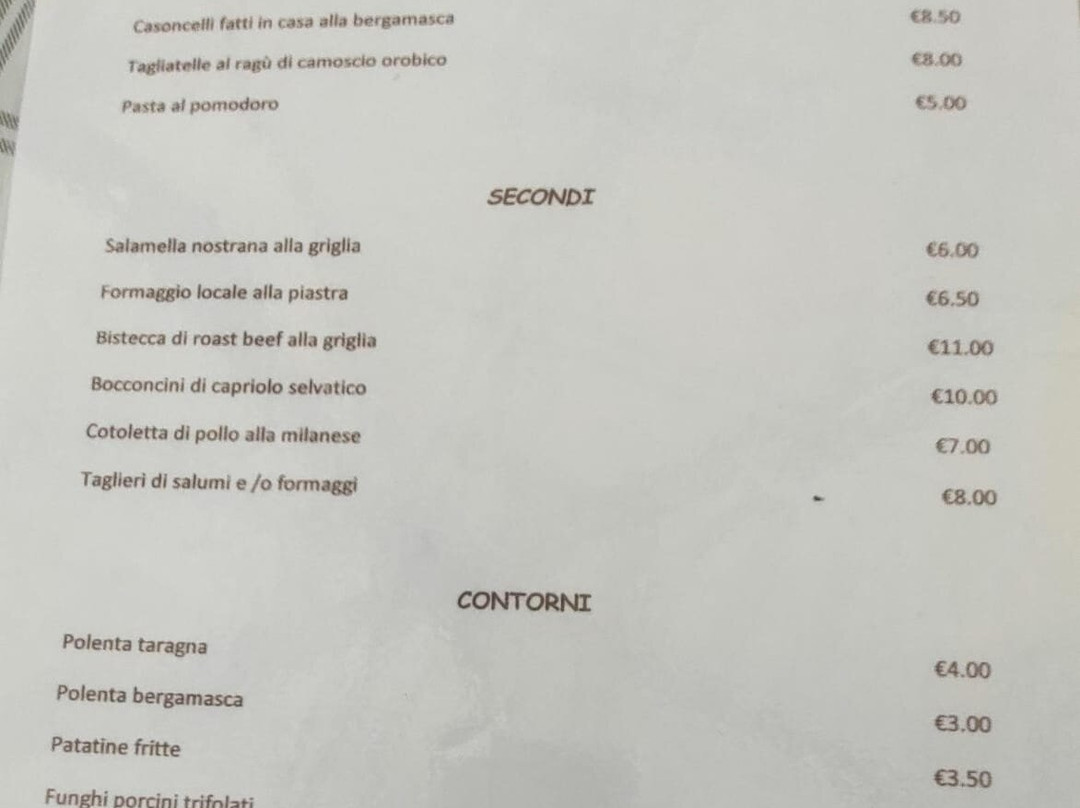 Casoncelli fatti in casa alla bergamasca €8.50
Tagliatelle al ragù di camoscio orobico €8.00
Pasta al pomodoro €5.00
SECONDI
Salamella nostrana alla griglia €6.00
Formaggio locale alla piastra €6.50
Bistecca di roast beef alla griglia €11.00
Bocconcini di capriolo selvatico €10.00
Cotoletta di pollo alla milanese €7.00
Taglieri di salumi e /o formaggi €8.00
CONTORNI
Polenta taragna €4.00
Polenta bergamasca €3.00
Patatine fritte €3.50
Funghi porcini trifolati